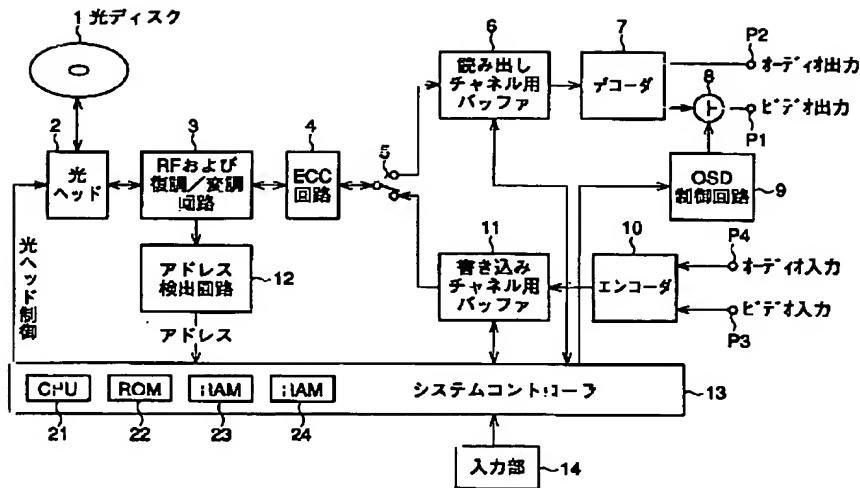 1 光ディスク
2
光
ヘッド
3
RFおよび
復調/変調
回路
4
ECC
回路
5
6
読み出し
チャネル用
バッファ
7
デコーダ
P2
オーディオ出力
8
ビデオ出力
P1
OSD
制御回路
9
10
エンコーダ
P4
オーディオ入力
ビデオ入力
P3
11
書き込み
チャネル用
バッファ
アドレス
検出回路
12
アドレス
光ヘッド制御
CPU
ROM
RAM
RAM
システムコントローラ
13
21
22
23
24
入力部
14